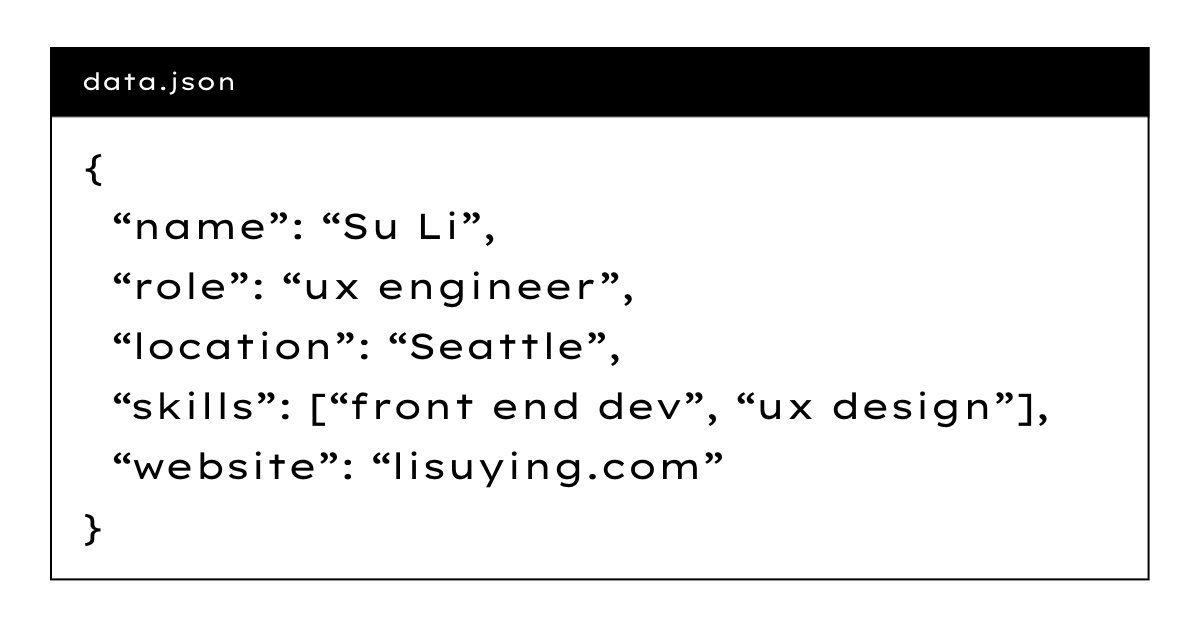 data.json
{
“name”: “Su Li”,
“role”: “ux engineer”,
“location”: “Seattle”,
“skills”: [“front end dev”, “ux design”],
“website”: “lisuying.com”
}